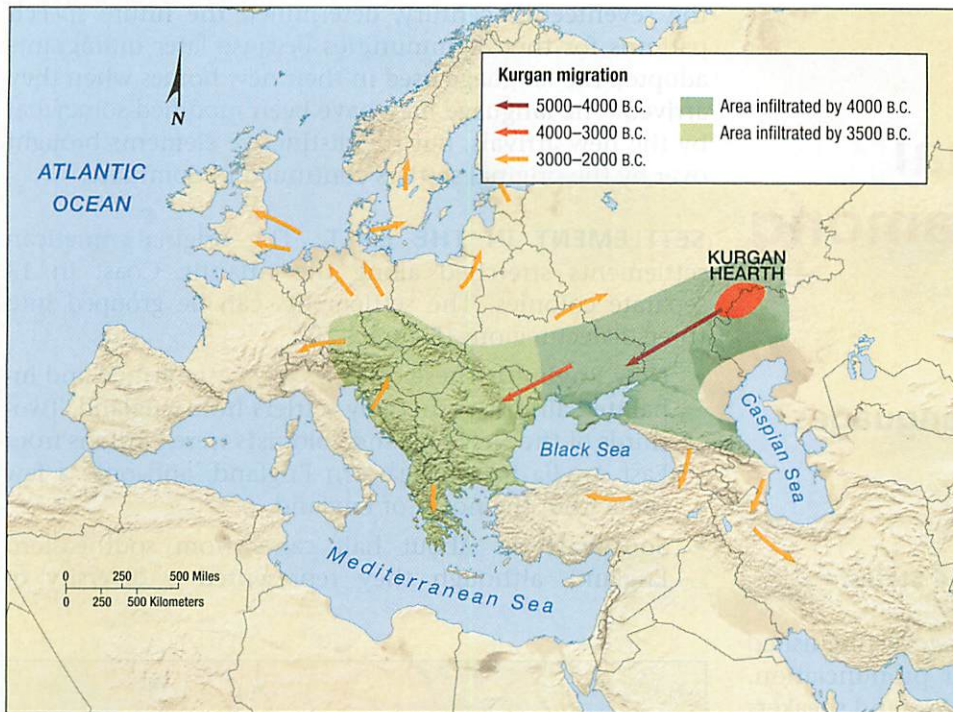 Kurgan migration
5000–4000 B.C.
4000–3000 B.C.
3000–2000 B.C.
Area infiltrated by 4000 B.C.
Area infiltrated by 3500 B.C.
N
ATLANTIC
OCEAN
KURGAN
HEARTH
Black Sea
Caspian Sea
Mediterranean Sea
0 250 500 Miles
0 250 500 Kilometers